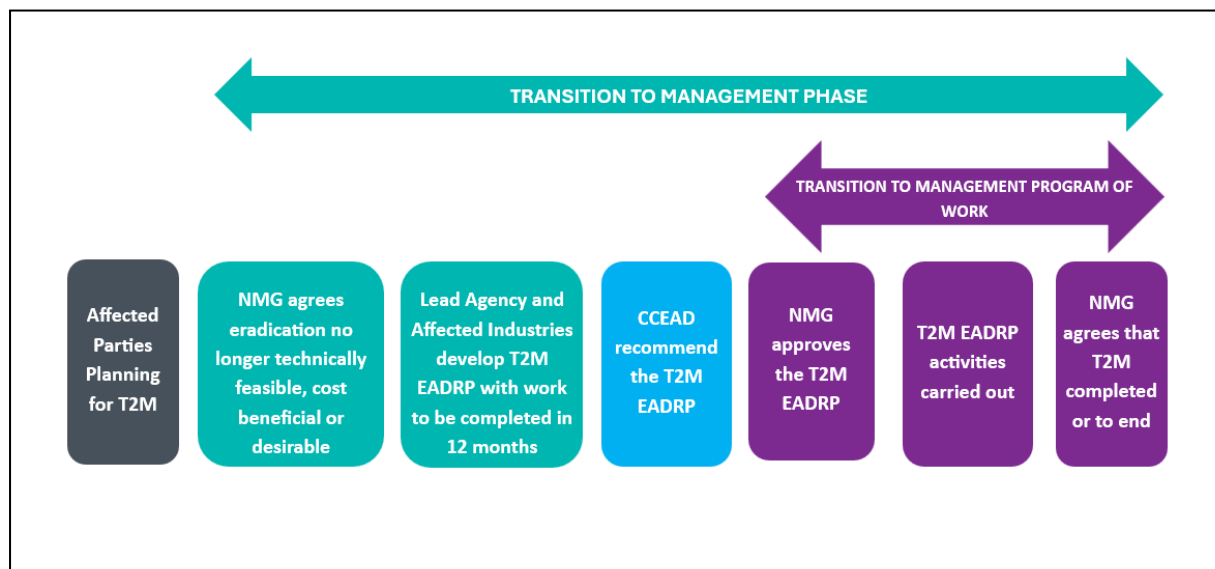 TRANSITION TO MANAGEMENT PHASE
TRANSITION TO MANAGEMENT PROGRAM OF
WORK
Affected
Parties
Planning
for T2M
NMG agrees
eradication no
longer technically
feasible, cost
beneficial or
desirable
Lead Agency and
Affected Industries
develop T2M
EADRP with work
to be completed in
12 months
CCEAD
recommend
the T2M
EADRP
NMG
approves
the T2M
EADRP
T2M EADRP
activities
carried out
NMG
agrees that
T2M
completed
or to end